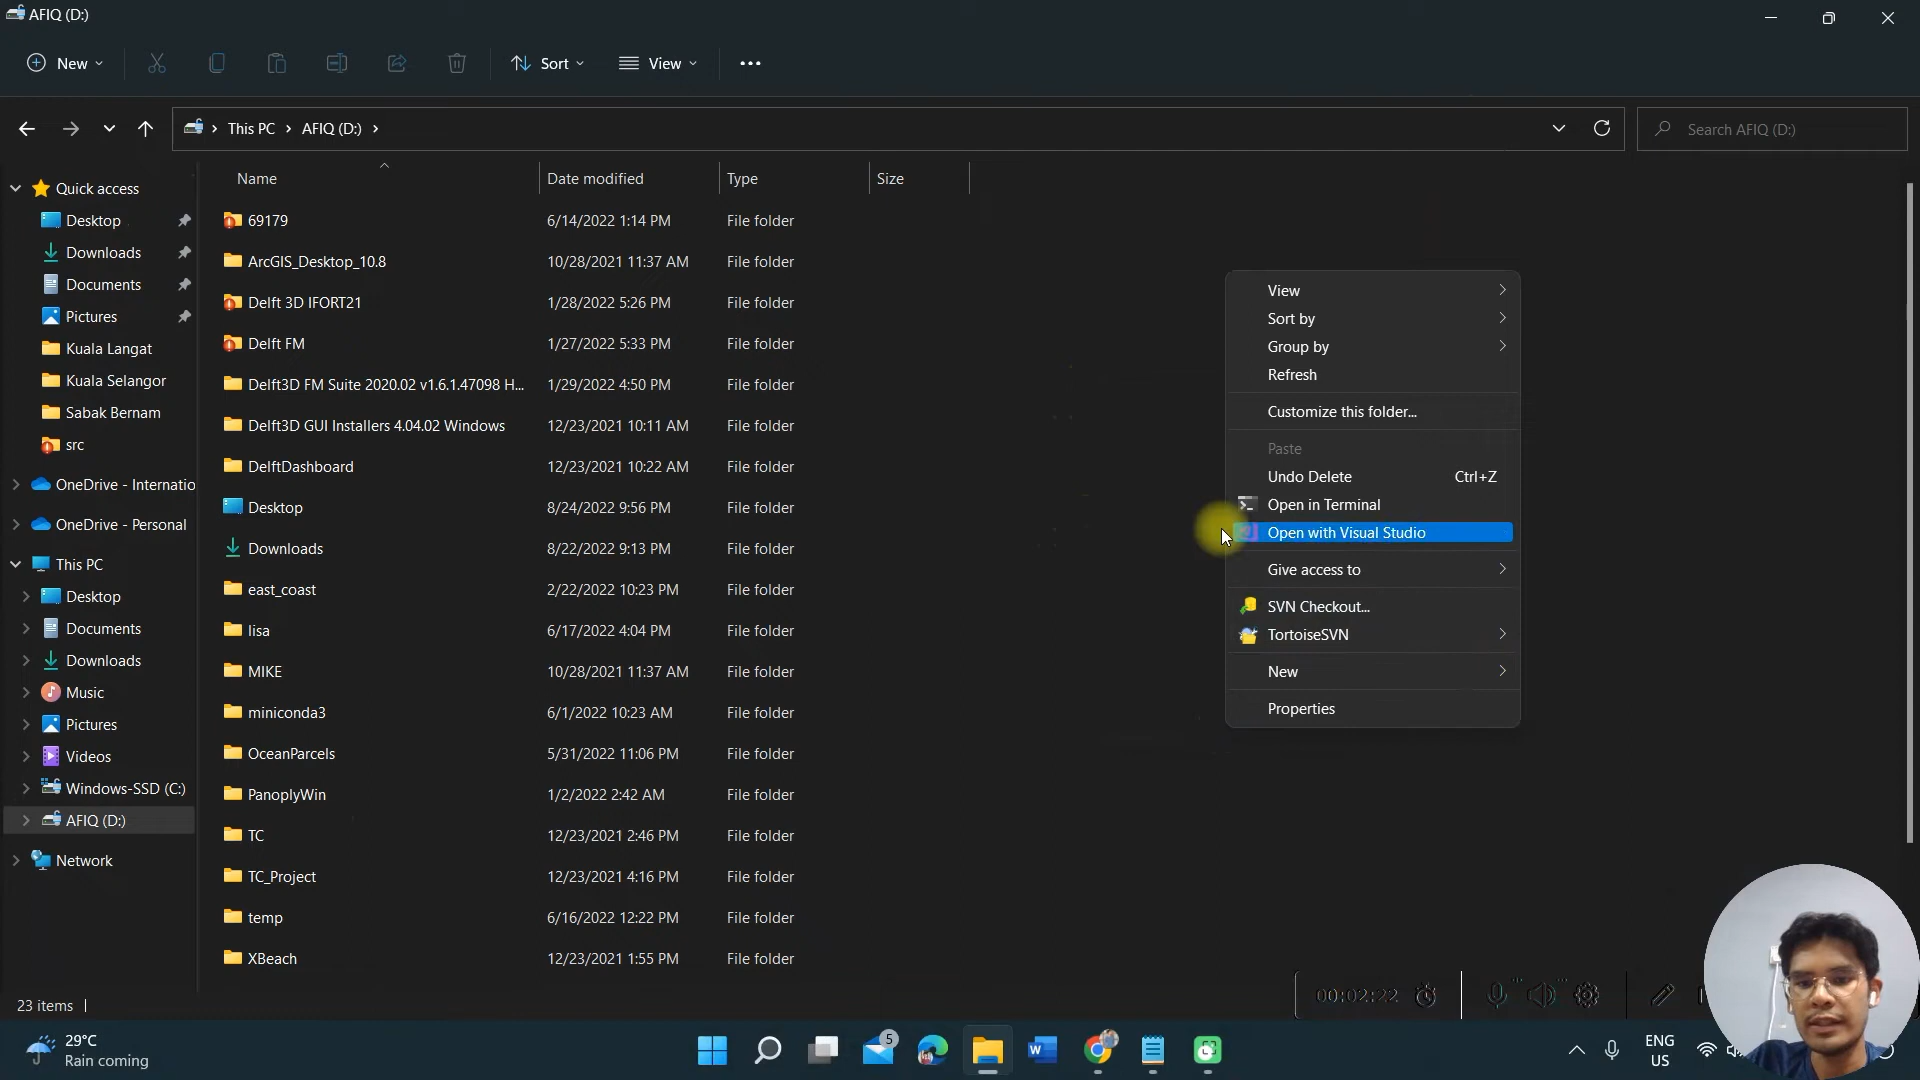 AFIQ (D:)
New
Sort
View
This PC
AFIQ (D:)
Search AFIQ (D:)
Quick access
Desktop
Downloads
Documents
Pictures
Kuala Langat
Kuala Selangor
Sabak Bernam
src
OneDrive - Internatio
OneDrive - Personal
This PC
Desktop
Documents
Downloads
Music
Pictures
Videos
Windows-SSD (C:)
AFIQ (D:)
Network
Name Date modified Type Size
69179 6/14/2022 1:14 PM File folder
ArcGIS_Desktop_10.8 10/28/2021 11:37 AM File folder
Delft 3D IFORT21 1/28/2022 5:26 PM File folder
Delft FM 1/27/2022 5:33 PM File folder
Delft3D FM Suite 2020.02 v1.6.1.47098 H... 1/29/2022 4:50 PM File folder
Delft3D GUI Installers 4.04.02 Windows 12/23/2021 10:11 AM File folder
DelftDashboard 12/23/2021 10:22 AM File folder
Desktop 8/24/2022 9:56 PM File folder
Downloads 8/22/2022 9:13 PM File folder
east_coast 2/22/2022 10:23 PM File folder
lisa 6/17/2022 4:04 PM File folder
MIKE 10/28/2021 11:37 AM File folder
miniconda3 6/1/2022 10:23 AM File folder
OceanParcels 5/31/2022 11:06 PM File folder
PanoplyWin 1/2/2022 2:42 AM File folder
TC 12/23/2021 2:46 PM File folder
TC_Project 12/23/2021 4:16 PM File folder
temp 6/16/2022 12:22 PM File folder
XBeach 12/23/2021 1:55 PM File folder
View
Sort by
Group by
Refresh
Customize this folder...
Paste
Undo Delete Ctrl+Z
Open in Terminal
Open with Visual Studio
Give access to
SVN Checkout...
TortoiseSVN
New
Properties
23 items
00:02:22
29°C
Rain coming
5
ENG
US